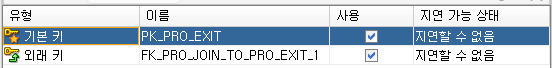 유형 이름 사용 지연 가능 상태
기본 키 PK_PRO_EXIT 지연할 수 없음
외래 키 FK_PRO_JOIN_TO_PRO_EXIT_1 지연할 수 없음